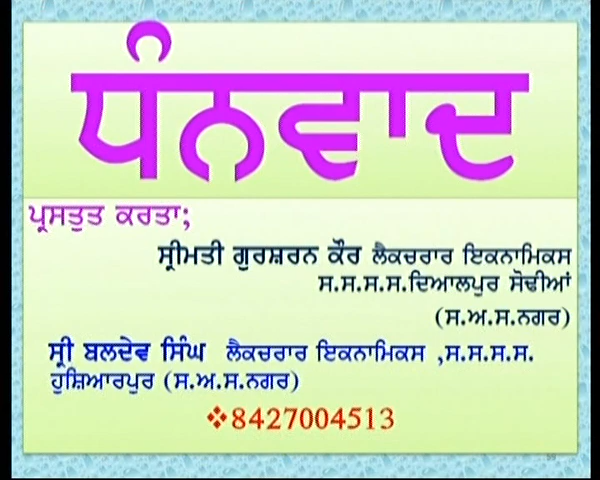 ਧੰਨਵਾਦ
ਪ੍ਰਸਤੁਤ ਕਰਤਾ;
ਸ੍ਰੀਮਤੀ ਗੁਰਸ਼ਰਨ ਕੌਰ ਲੈਕਚਰਾਰ ਇਕਨਾਮਿਕਸ
ਸ.ਸ.ਸ.ਸ.ਦਿਆਲਪੁਰ ਸੋਢੀਆਂ
(ਸ.ਅ.ਸ.ਨਗਰ)
ਸ੍ਰੀ ਬਲਦੇਵ ਸਿੰਘ ਲੈਕਚਰਾਰ ਇਕਨਾਮਿਕਸ ,ਸ.ਸ.ਸ.ਸ.
ਹੁਸ਼ਿਆਰਪੁਰ (ਸ.ਅ.ਸ.ਨਗਰ)
❖8427004513